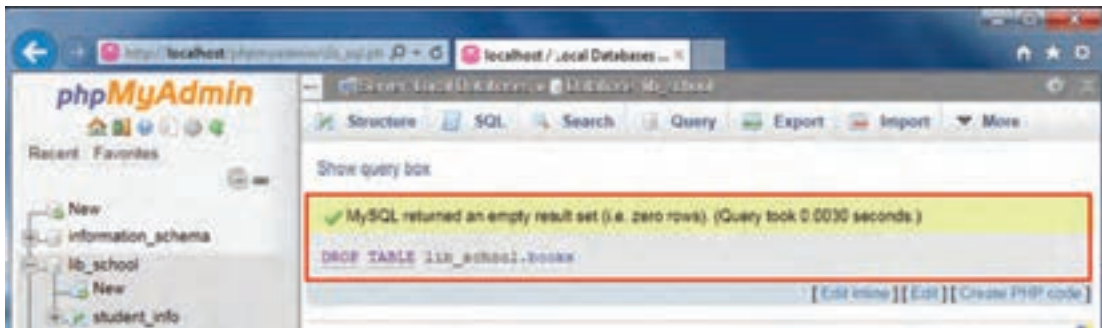 localhost
localhost / Local Databases ...
phpMyAdmin
Recent Favorites
New
information_schema
lib_school
New
student_info
Structure SQL Search Query Export Import More
Show query box
MySQL returned an empty result set (i.e. zero rows). (Query took 0.0030 seconds.)
DROP TABLE lib_school.books
[ Edit inline ] [ Edit ] [ Create PHP code ]